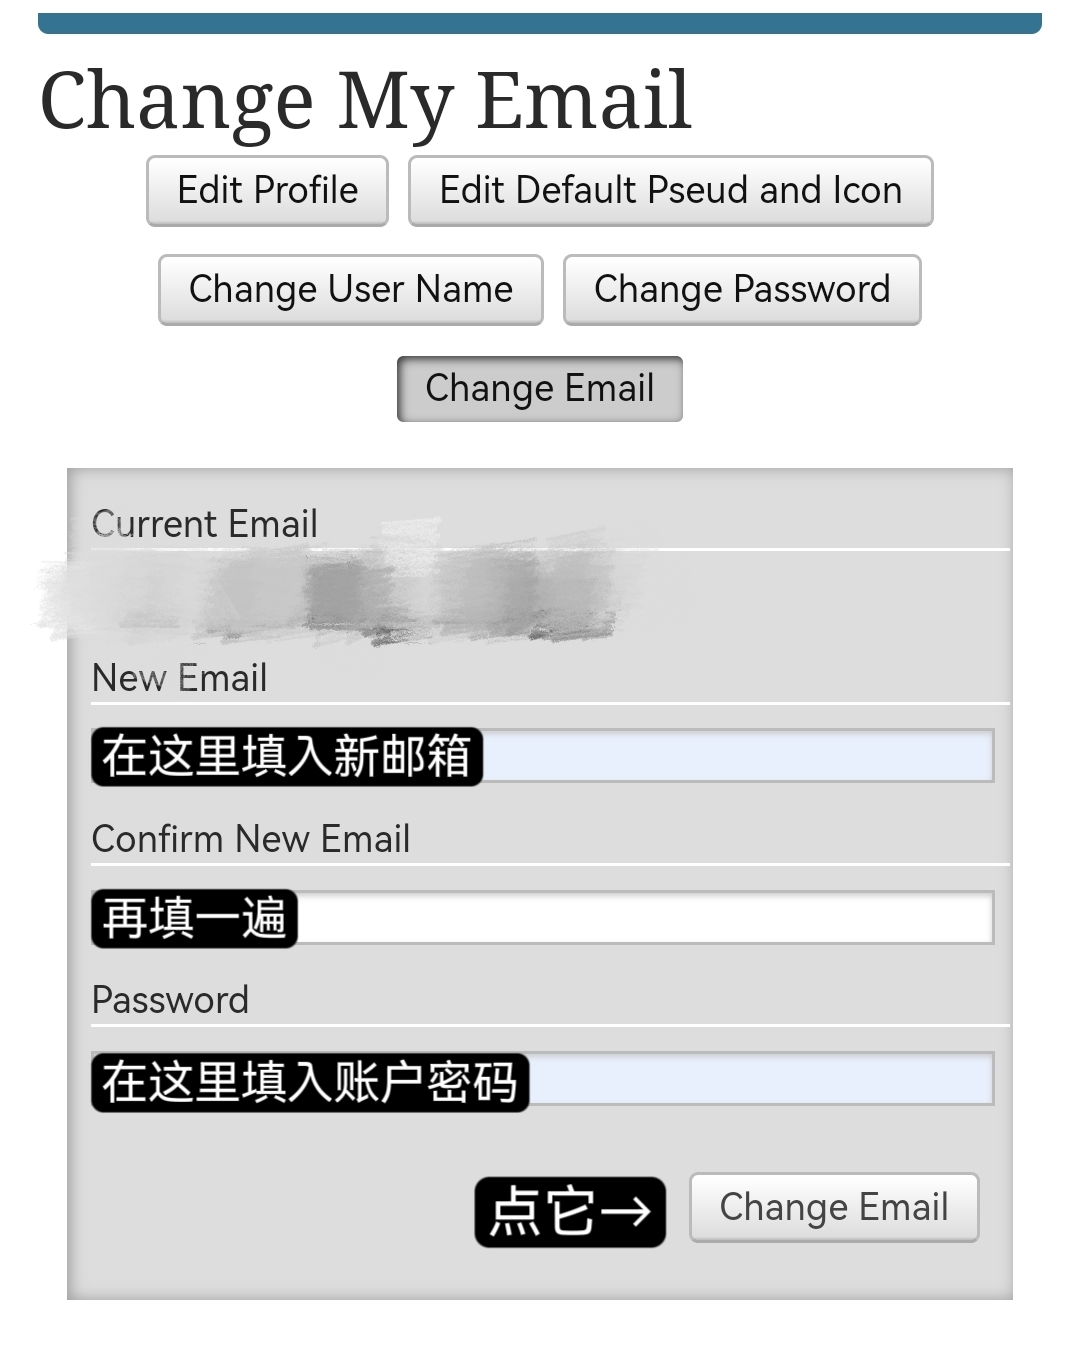 Change My Email
Edit Profile
Edit Default Pseud and Icon
Change User Name
Change Password
Change Email
Current Email
New Email
在这里填入新邮箱
Confirm New Email
再填一遍
Password
在这里填入账户密码
点它→
Change Email